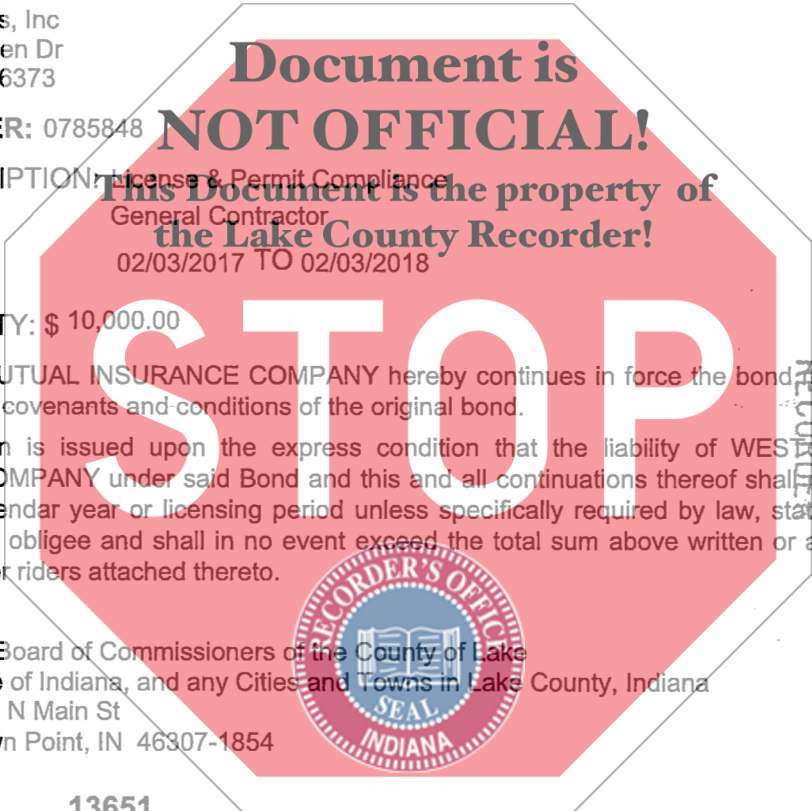 s, Inc
en Dr
6373
Document is
NOT OFFICIAL!
This Document is the property of
the Lake County Recorder!
R: 0785848
IPTION: License & Permit Compliance
General Contractor
02/03/2017 TO 02/03/2018
TY: $ 10,000.00
STOP
UTUAL INSURANCE COMPANY hereby continues in force the bond
covenants and conditions of the original bond.
n is issued upon the express condition that the liability of WEST
OMPANY under said Bond and this and all continuations thereof shall
endar year or licensing period unless specifically required by law, stat
obligee and shall in no event exceed the total sum above written or a
r riders attached thereto.
RECORDER'S OFFICE
SEAL
INDIANA
Board of Commissioners of the County of Lake
e of Indiana, and any Cities and Towns in Lake County, Indiana
N Main St
n Point, IN 46307-1854
13651